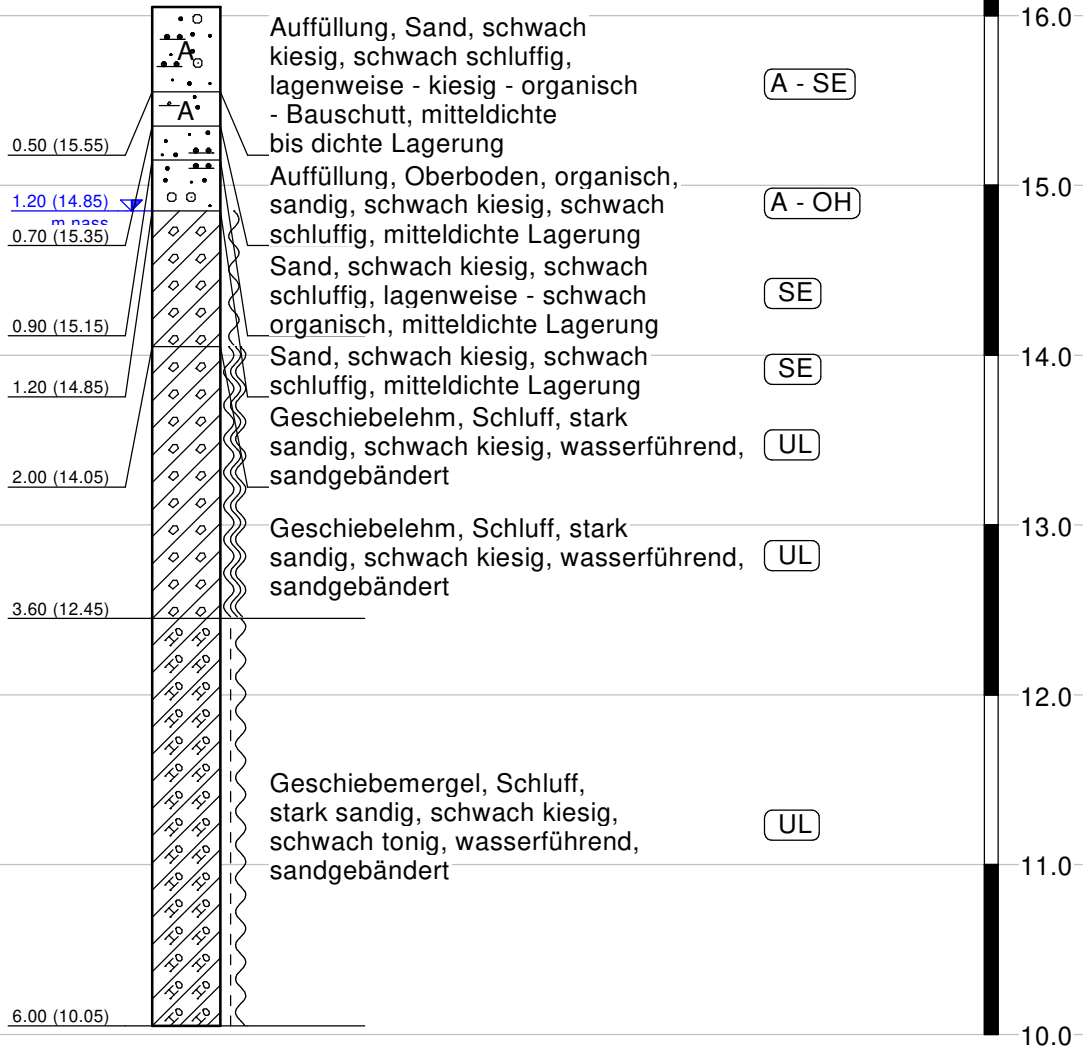 16.0
A
Auffüllung, Sand, schwach
kiesig, schwach schluffig,
lagenweise - kiesig - organisch
- Bauschutt, mitteldichte
bis dichte Lagerung
A - SE
A
0.50 (15.55)
15.0
Auffüllung, Oberboden, organisch,
sandig, schwach kiesig, schwach
schluffig, mitteldichte Lagerung
A - OH
1.20 (14.85)
m nass
0.70 (15.35)
Sand, schwach kiesig, schwach
schluffig, lagenweise - schwach
organisch, mitteldichte Lagerung
SE
0.90 (15.15)
14.0
Sand, schwach kiesig, schwach
schluffig, mitteldichte Lagerung
SE
1.20 (14.85)
Geschiebelehm, Schluff, stark
sandig, schwach kiesig, wasserführend,
sandgebändert
UL
2.00 (14.05)
13.0
Geschiebelehm, Schluff, stark
sandig, schwach kiesig, wasserführend,
sandgebändert
UL
3.60 (12.45)
12.0
Geschiebemergel, Schluff,
stark sandig, schwach kiesig,
schwach tonig, wasserführend,
sandgebändert
UL
11.0
6.00 (10.05)
10.0